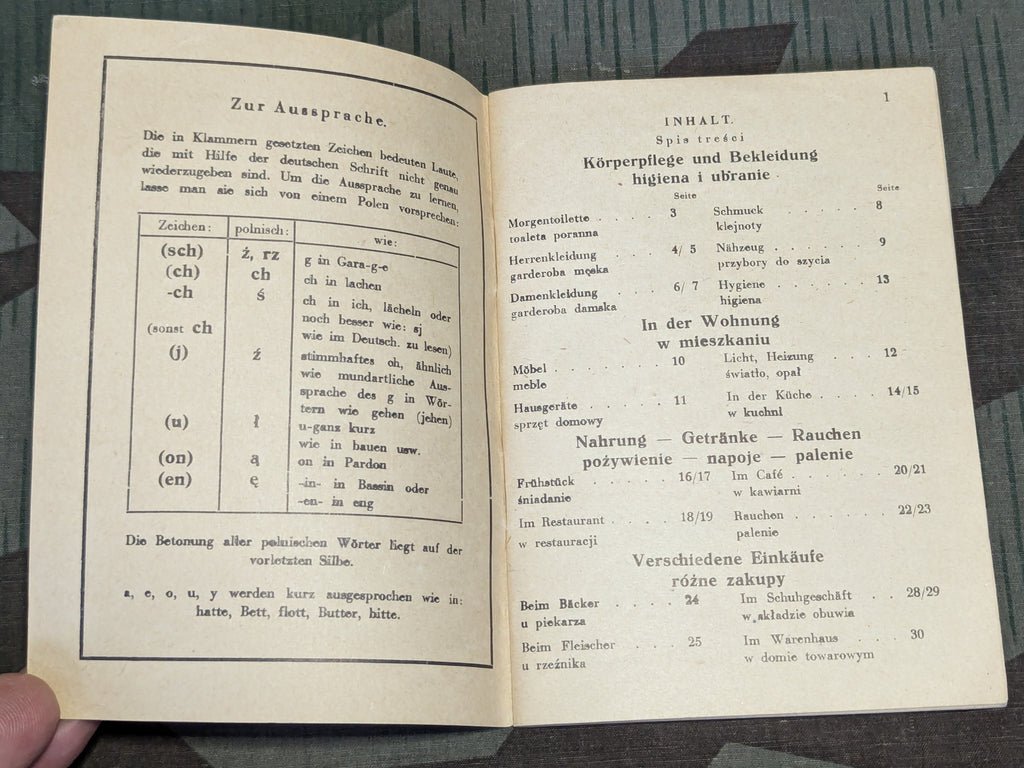 Zur Aussprache.
Die in Klammern gesetzten Zeichen bedeuten Laute,
die mit Hilfe der deutschen Schrift nicht genau
wiederzugeben sind. Um die Aussprache zu lernen,
lasse man sie sich von einem Polen vorsprechen:
Zeichen: polnisch: wie:
(sch) ż, rz g in Gara-g-e
(ch) ch ch in lachen
-ch ś ch in ich, lächeln oder
noch besser wie: sj
(sonst ch wie im Deutsch. zu lesen)
(j) ź stimmhaftes ch, ähnlich
wie mundartliche Aus-
sprache des g in Wör-
tern wie gehen (jehen)
(u) ł u-ganz kurz
wie in bauen usw.
(on) ą on in Pardon
(en) ę -in- in Bassin oder
-en- in eng
Die Betonung aller polnischen Wörter liegt auf der
vorletzten Silbe.
a, e, o, u, y werden kurz ausgesprochen wie in:
hatte, Bett, flott, Butter, bitte.
1
INHALT.
Spis treści
Körperpflege und Bekleidung
higiena i ubranie
Seite Seite
Morgentoilette . . . . 3 Schmuck . . . . . 8
toaleta poranna klejnoty
Herrenkleidung . . . . 4/ 5 Nähzeug . . . . . . 9
garderoba męska przybory do szycia
Damenkleidung . . . . 6/ 7 Hygiene . . . . . . 13
garderoba damska higiena
In der Wohnung
w mieszkaniu
Möbel . . . . . . . 10 Licht, Heizung . . . 12
meble światło, opał
Hausgeräte . . . . . 11 In der Küche . . . . 14/15
sprzęt domowy w kuchni
Nahrung — Getränke — Rauchen
pożywienie — napoje — palenie
Frühstück . . . . . . 16/17 Im Café . . . . . . 20/21
śniadanie w kawiarni
Im Restaurant . . . . 18/19 Rauchen . . . . . . 22/23
w restauracji palenie
Verschiedene Einkäufe
różne zakupy
Beim Bäcker . . . . 24 Im Schuhgeschäft . . 28/29
u piekarza w składzie obuwia
Beim Fleischer . . . 25 Im Warenhaus . . . 30
u rzeźnika w domie towarowym